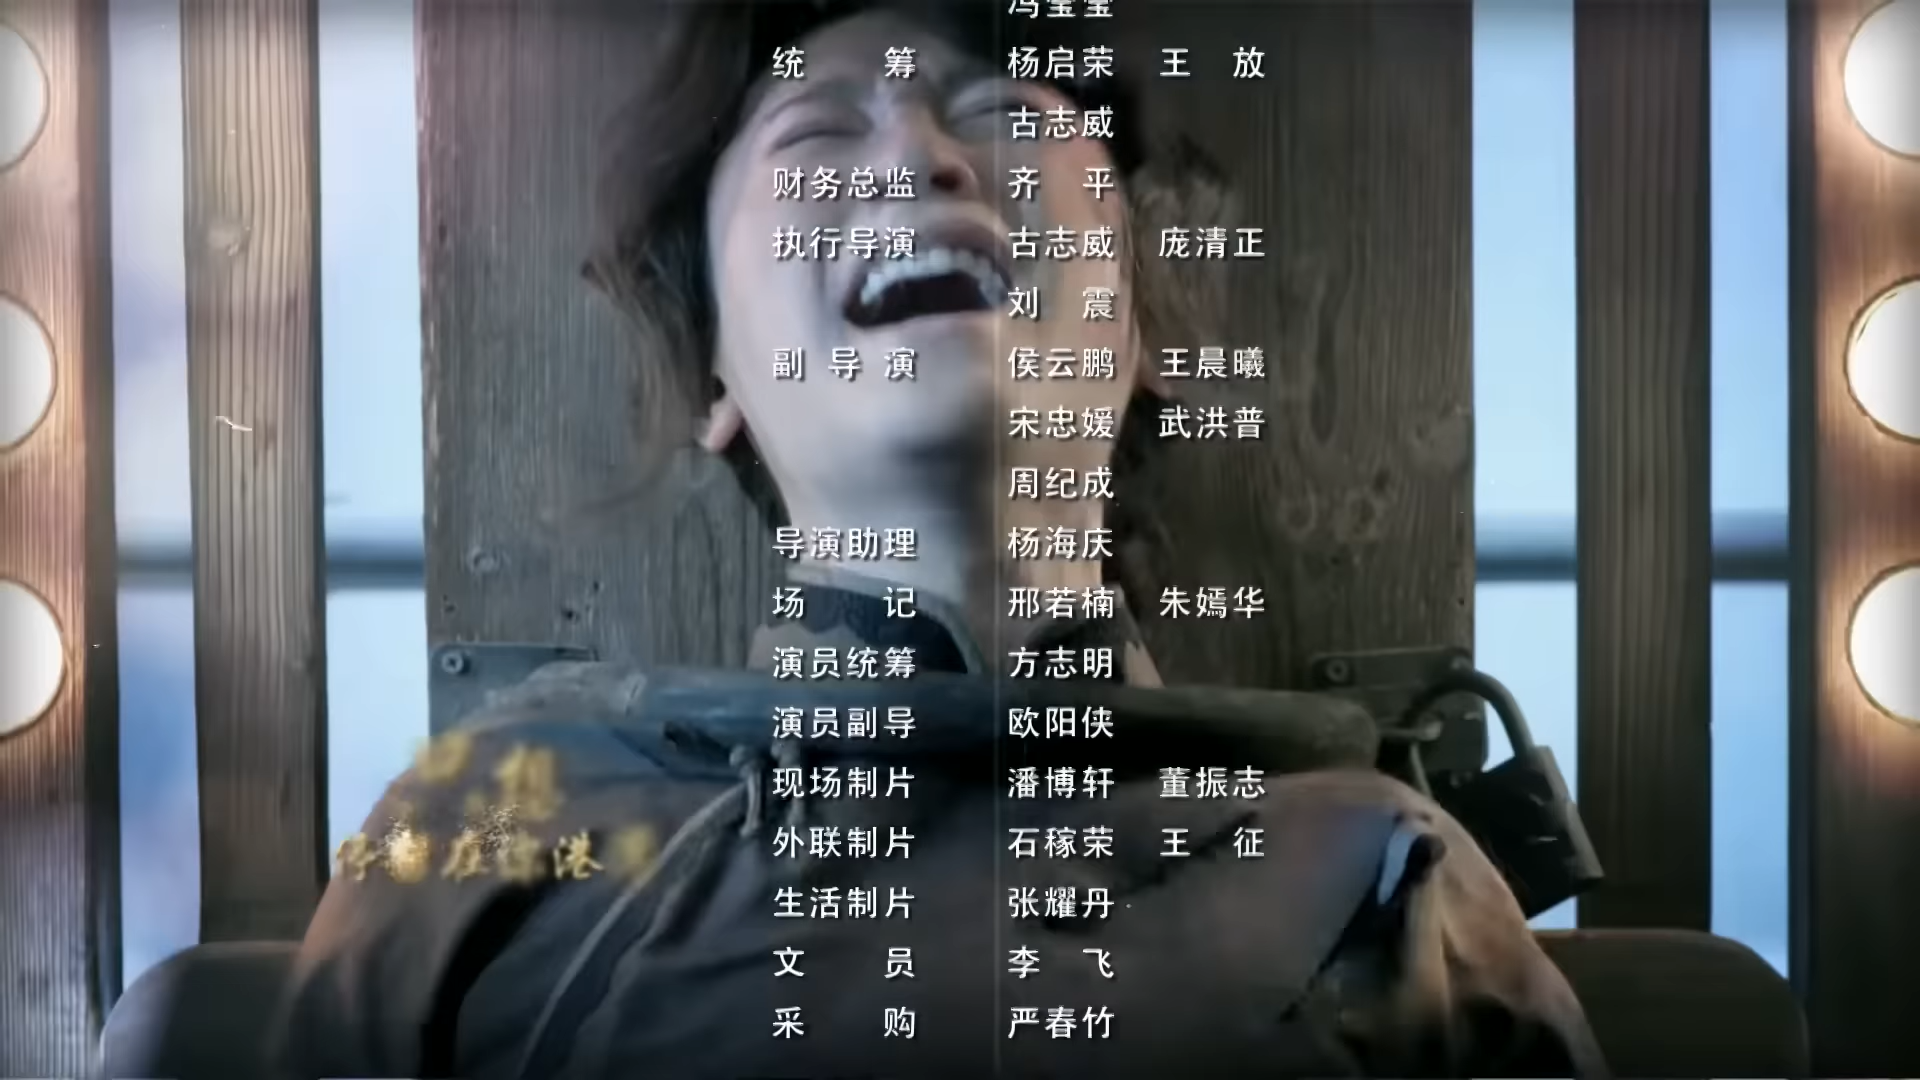 冯宝宝
统筹 杨启荣 王放
古志威
财务总监 齐平
执行导演 古志威 庞清正
刘震
副导演 侯云鹏 王晨曦
宋忠媛 武洪普
周纪成
导演助理 杨海庆
场记 邢若楠 朱嫣华
演员统筹 方志明
演员副导 欧阳侠
现场制片 潘博轩 董振志
外联制片 石稼荣 王征
生活制片 张耀丹
文员 李飞
采购 严春竹